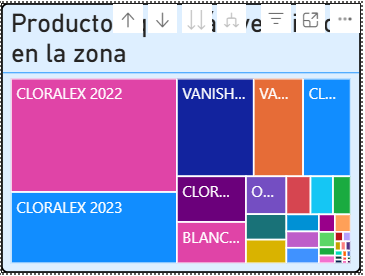 Producto
en la zona
CLORALEX 2022
VANISH...
VA...
CL...
CLORALEX 2023
CLOR...
O...
BLANC...